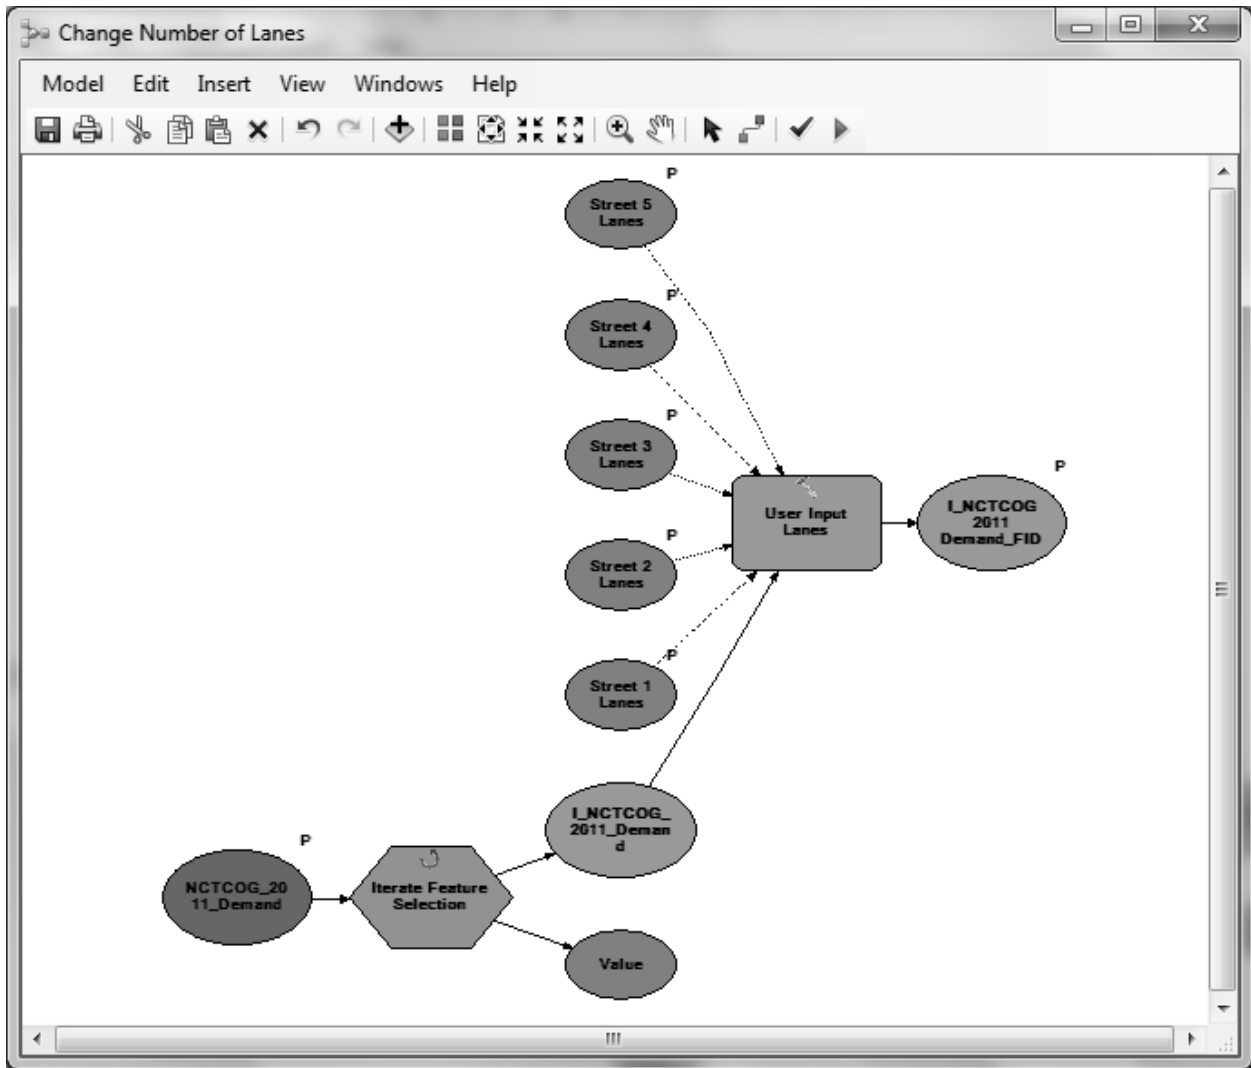 Change Number of Lanes
Model Edit Insert View Windows Help
P
Street 5
Lanes
P
Street 4
Lanes
P
Street 3
Lanes
P
User Input
Lanes
I_NCTCOG
2011
Demand_FID
P
Street 2
Lanes
P
Street 1
Lanes
I_NCTCOG_
2011_Deman
d
P
NCTCOG_20
11_Demand
Iterate Feature
Selection
Value